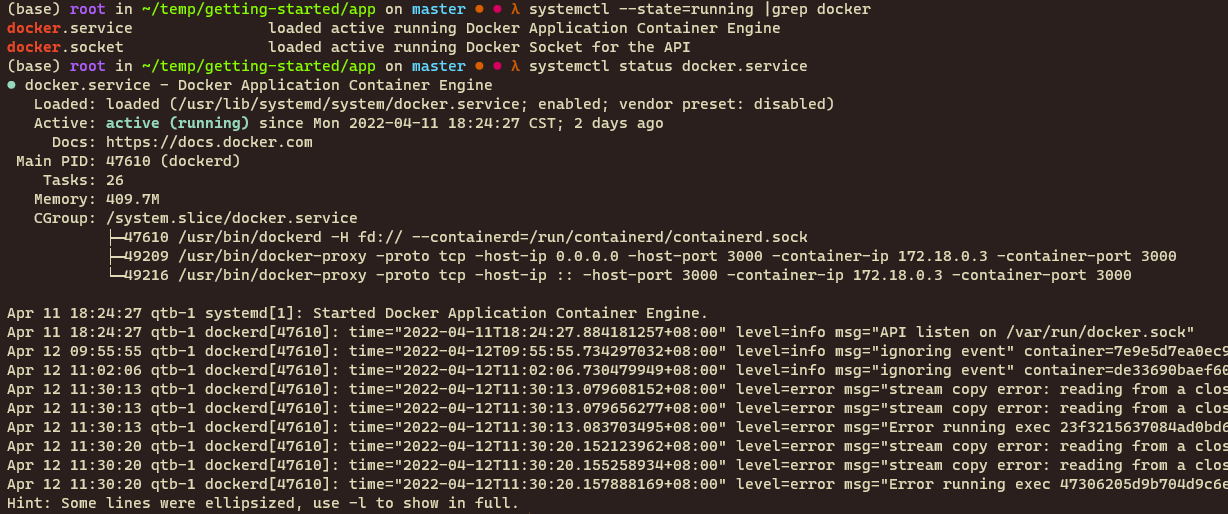 (base) root in ~/temp/getting-started/app on master ● ● λ systemctl --state=running |grep docker
docker.service               loaded active running Docker Application Container Engine
docker.socket                loaded active running Docker Socket for the API
(base) root in ~/temp/getting-started/app on master ● ● λ systemctl status docker.service
● docker.service - Docker Application Container Engine
   Loaded: loaded (/usr/lib/systemd/system/docker.service; enabled; vendor preset: disabled)
   Active: active (running) since Mon 2022-04-11 18:24:27 CST; 2 days ago
     Docs: https://docs.docker.com
 Main PID: 47610 (dockerd)
    Tasks: 26
   Memory: 409.7M
   CGroup: /system.slice/docker.service
           ├─47610 /usr/bin/dockerd -H fd:// --containerd=/run/containerd/containerd.sock
           ├─49209 /usr/bin/docker-proxy -proto tcp -host-ip 0.0.0.0 -host-port 3000 -container-ip 172.18.0.3 -container-port 3000
           └─49216 /usr/bin/docker-proxy -proto tcp -host-ip :: -host-port 3000 -container-ip 172.18.0.3 -container-port 3000
Apr 11 18:24:27 qtb-1 systemd[1]: Started Docker Application Container Engine.
Apr 11 18:24:27 qtb-1 dockerd[47610]: time="2022-04-11T18:24:27.884181257+08:00" level=info msg="API listen on /var/run/docker.sock"
Apr 12 09:55:55 qtb-1 dockerd[47610]: time="2022-04-12T09:55:55.734297032+08:00" level=info msg="ignoring event" container=7e9e5d7ea0ec9
Apr 12 11:02:06 qtb-1 dockerd[47610]: time="2022-04-12T11:02:06.730479949+08:00" level=info msg="ignoring event" container=de33690baef60
Apr 12 11:30:13 qtb-1 dockerd[47610]: time="2022-04-12T11:30:13.079608152+08:00" level=error msg="stream copy error: reading from a clos
Apr 12 11:30:13 qtb-1 dockerd[47610]: time="2022-04-12T11:30:13.079656277+08:00" level=error msg="stream copy error: reading from a clos
Apr 12 11:30:13 qtb-1 dockerd[47610]: time="2022-04-12T11:30:13.083703495+08:00" level=error msg="Error running exec 23f3215637084ad0bd6
Apr 12 11:30:20 qtb-1 dockerd[47610]: time="2022-04-12T11:30:20.152123962+08:00" level=error msg="stream copy error: reading from a clos
Apr 12 11:30:20 qtb-1 dockerd[47610]: time="2022-04-12T11:30:20.155258934+08:00" level=error msg="stream copy error: reading from a clos
Apr 12 11:30:20 qtb-1 dockerd[47610]: time="2022-04-12T11:30:20.157888169+08:00" level=error msg="Error running exec 47306205d9b704d9c6e
Hint: Some lines were ellipsized, use -l to show in full.